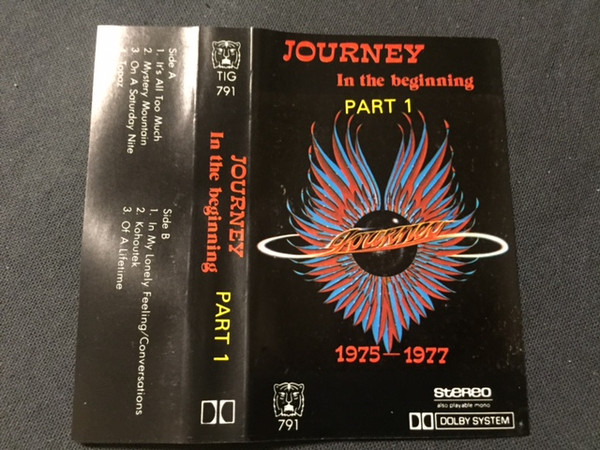 Side A
1. It's All Too Much
2. Mystery Mountain
3. On A Saturday Nite
4. Topaz
Side B
1. In My Lonely Feeling/Conversations
2. Kohoutek
3. Of A Lifetime
TIG
791
JOURNEY
In the beginning
PART 1
JOURNEY
In the beginning
PART 1
Journey
1975—1977
791
stereo
also playable mono
DOLBY SYSTEM